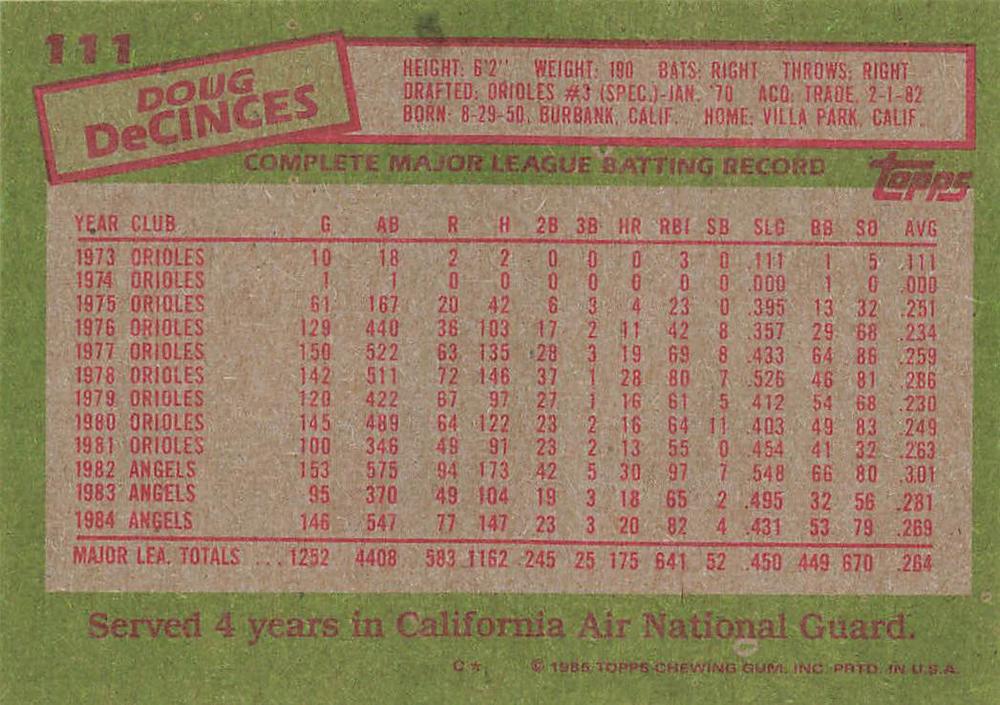 111
DOUG
DeCINCES
HEIGHT: 6'2" WEIGHT: 190 BATS: RIGHT THROWS: RIGHT
DRAFTED: ORIOLES #3 (SPEC.)-JAN. '70 ACQ: TRADE, 2-1-82
BORN: 8-29-50, BURBANK, CALIF. HOME: VILLA PARK, CALIF.
COMPLETE MAJOR LEAGUE BATTING RECORD
Topps
YEAR CLUB G AB R H 2B 3B HR RBI SB SLG BB SO AVG
1973 ORIOLES 10 18 2 2 0 0 0 3 0 .111 1 5 .111
1974 ORIOLES 1 1 0 0 0 0 0 0 0 .000 1 0 .000
1975 ORIOLES 61 167 20 42 6 3 4 23 0 .395 13 32 .251
1976 ORIOLES 129 440 36 103 17 2 11 42 8 .357 29 68 .234
1977 ORIOLES 150 522 63 135 28 3 19 69 8 .433 64 86 .259
1978 ORIOLES 142 511 72 146 37 1 28 80 7 .526 46 81 .286
1979 ORIOLES 120 422 67 97 27 1 16 61 5 .412 54 68 .230
1980 ORIOLES 145 489 64 122 23 2 16 64 11 .403 49 83 .249
1981 ORIOLES 100 346 49 91 23 2 13 55 0 .454 41 32 .263
1982 ANGELS 153 575 94 173 42 5 30 97 7 .548 66 80 .301
1983 ANGELS 95 370 49 104 19 3 18 65 2 .495 32 56 .281
1984 ANGELS 146 547 77 147 23 3 20 82 4 .431 53 79 .269
MAJOR LEA. TOTALS ... 1252 4408 583 1162 245 25 175 641 52 .450 449 670 .264
Served 4 years in California Air National Guard.
C* © 1985 TOPPS CHEWING GUM, INC. PRTD. IN U.S.A.